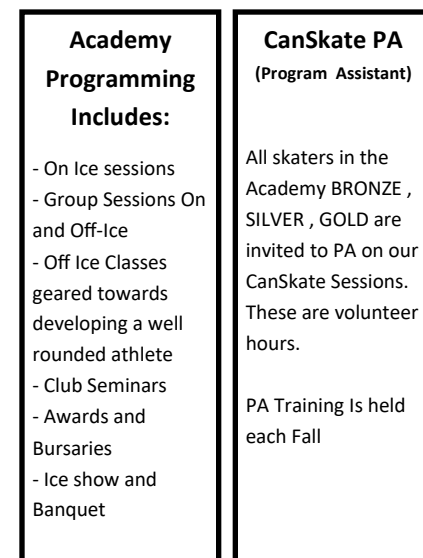 Academy
Programming
Includes:
- On Ice sessions
- Group Sessions On
and Off-Ice
- Off Ice Classes
geared towards
developing a well
rounded athlete
- Club Seminars
- Awards and
Bursaries
- Ice show and
Banquet
CanSkate PA
(Program Assistant)
All skaters in the
Academy BRONZE ,
SILVER , GOLD are
invited to PA on our
CanSkate Sessions.
These are volunteer
hours.
PA Training Is held
each Fall